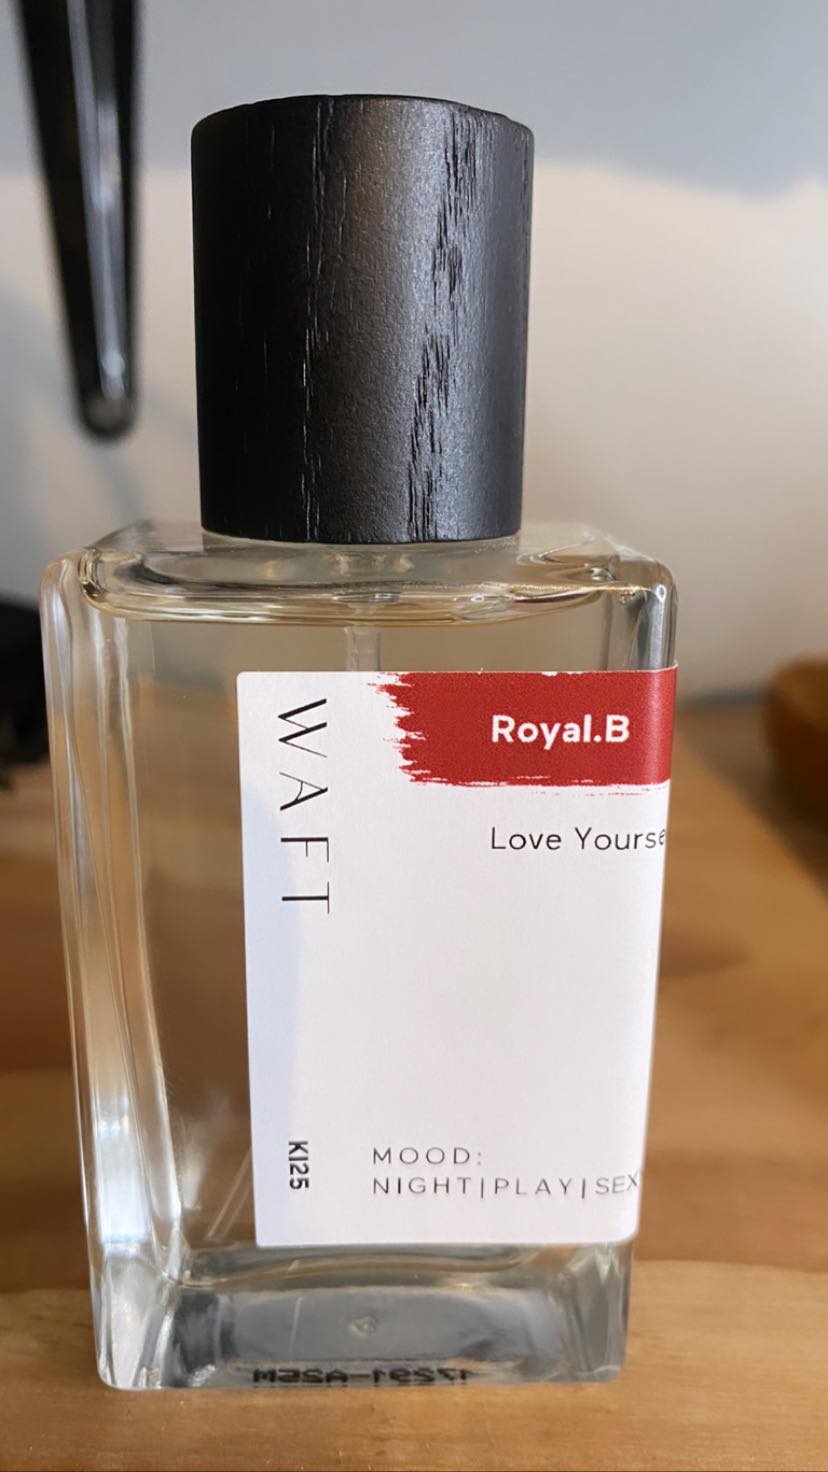 WAFT
Royal.B
Love Yourse
KI25
MOOD:
NIGHT|PLAY|SEX